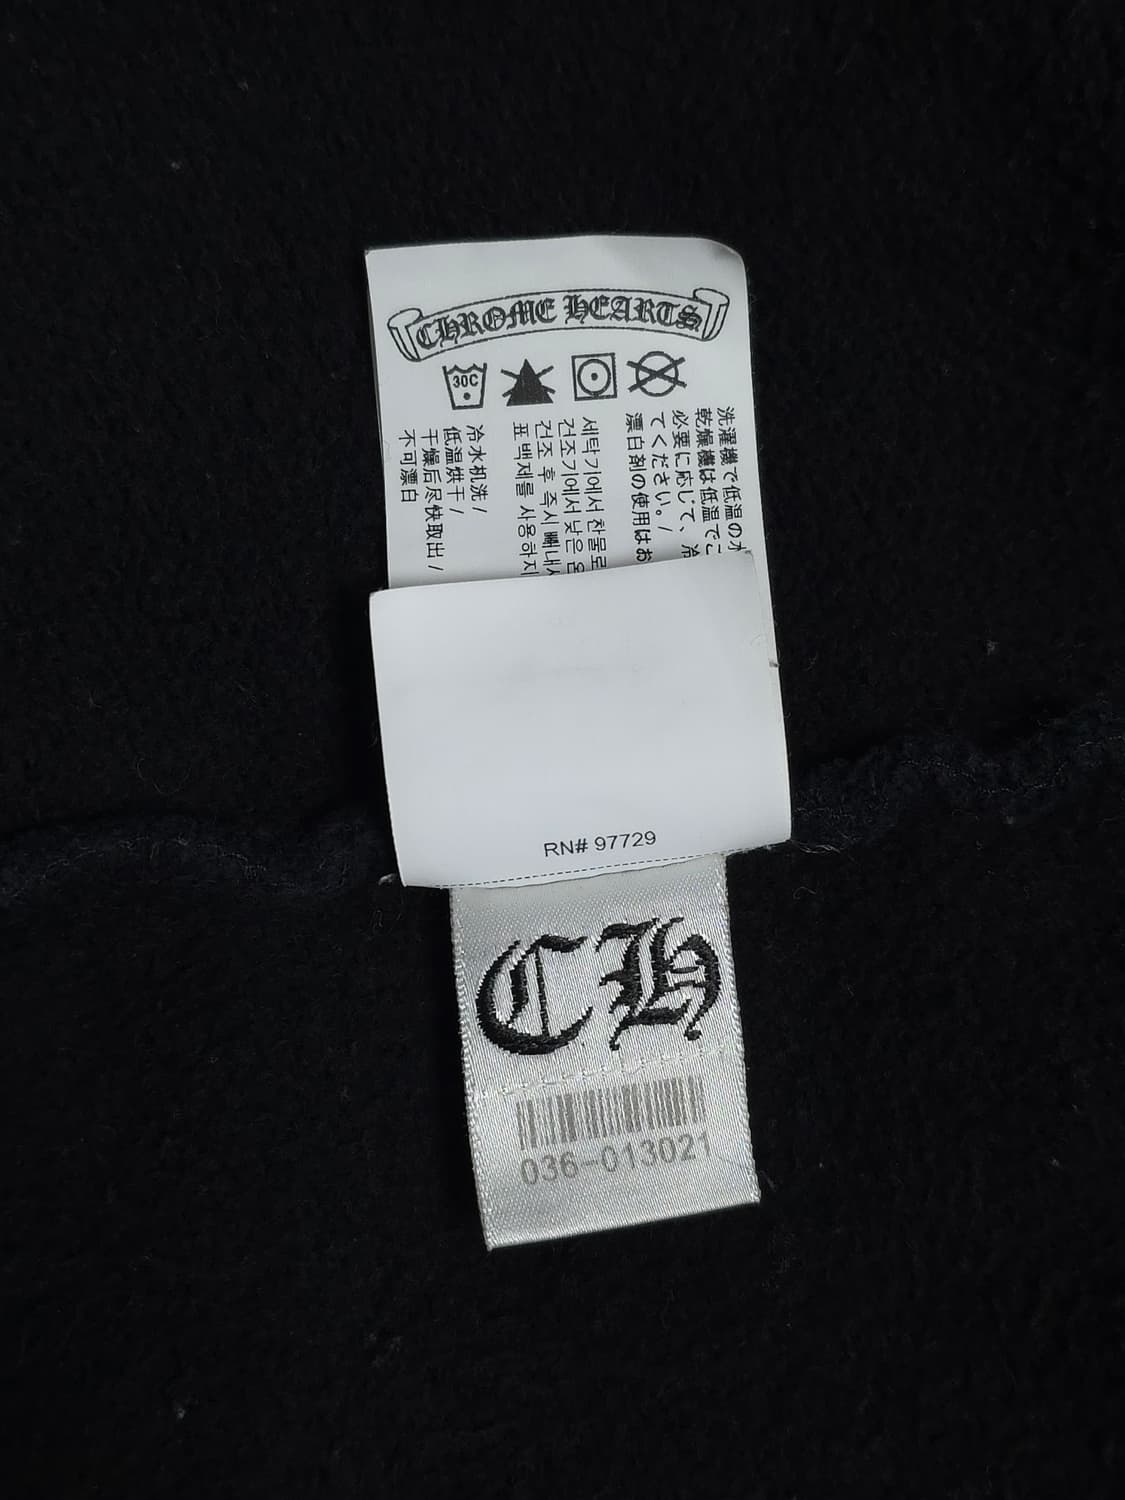 CHROME HEARTS
30C
洗濯機で低温の水
乾燥機は低温で
必要に応じて、冷
てください。/
漂白剤の使用はお
세탁기에서 찬물로
건조기에서 낮은 온
건조 후 즉시 빼내
표백제를 사용하지
冷水机洗 /
低温烘干 /
干燥后尽快取出 /
不可漂白
RN# 97729
CH
036-013021